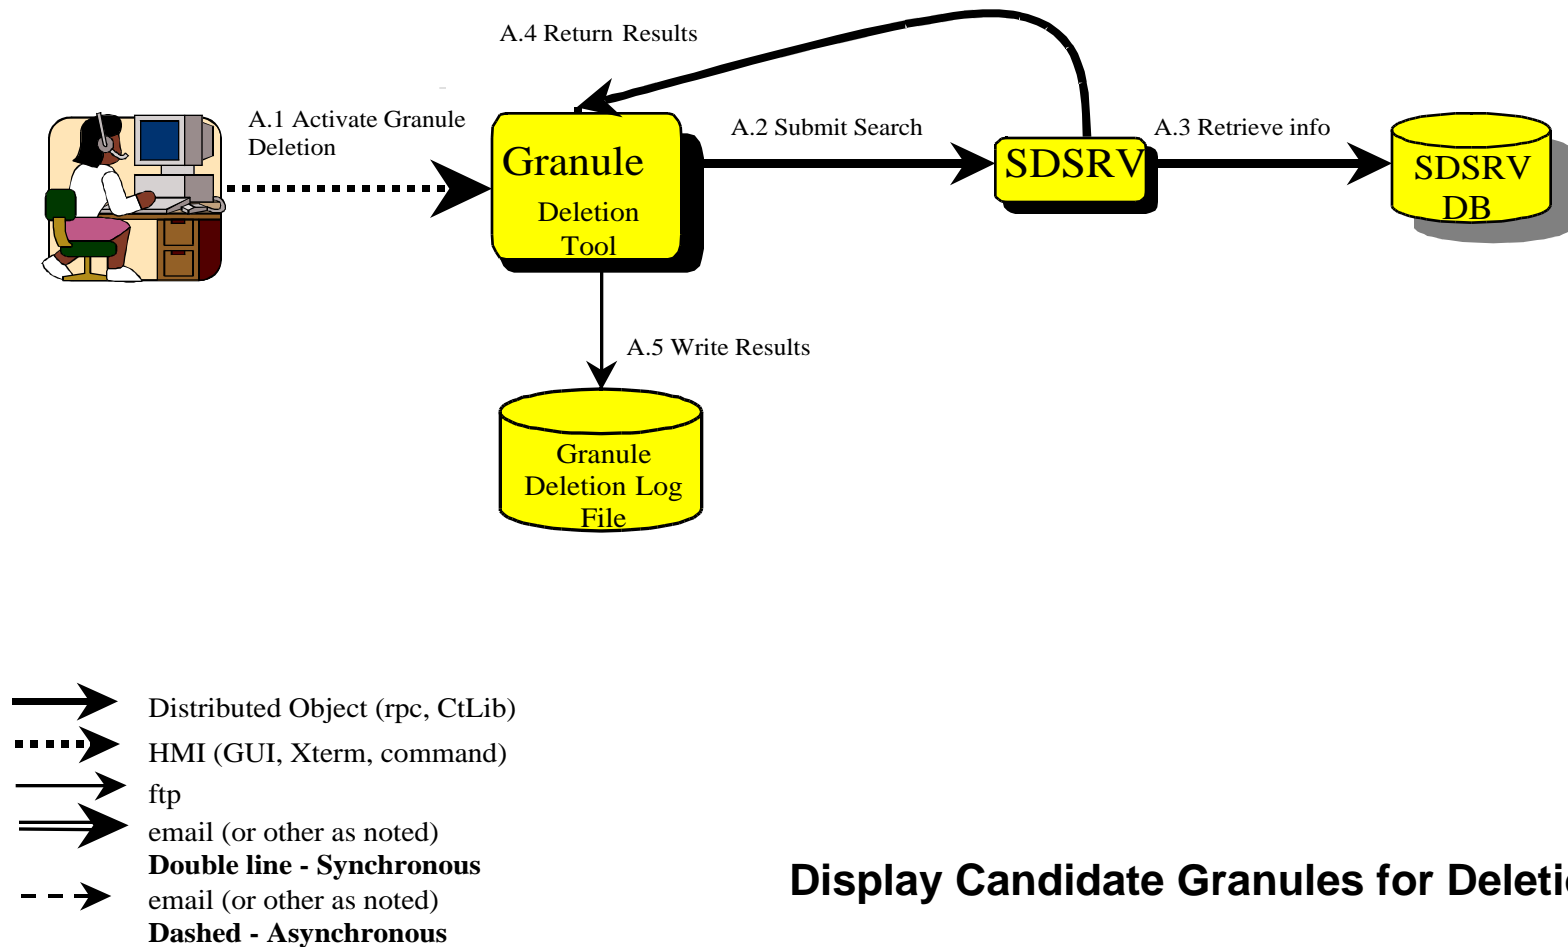 A.4 Return Results
A.1 Activate Granule
Deletion
A.2 Submit Search
A.3 Retrieve info
Granule
Deletion
Tool
SDSRV
SDSRV
DB
A.5 Write Results
Granule
Deletion Log
File
Distributed Object (rpc, CtLib)
HMI (GUI, Xterm, command)
ftp
email (or other as noted)
Double line - Synchronous
email (or other as noted)
Dashed - Asynchronous
Display Candidate Granules for